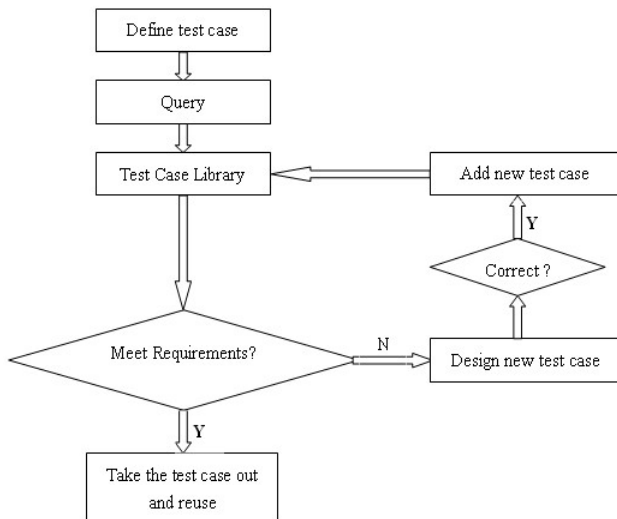 Define test case
Query
Test Case Library
Add new test case
Y
Correct ?
Meet Requirements?
N
Design new test case
Y
Take the test case out
and reuse